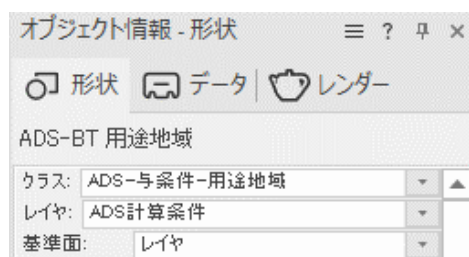 オブジェクト情報 - 形状
形状 データ レンダー
ADS-BT 用途地域
クラス: ADS-与条件-用途地域
レイヤ: ADS計算条件
基準面: レイヤ